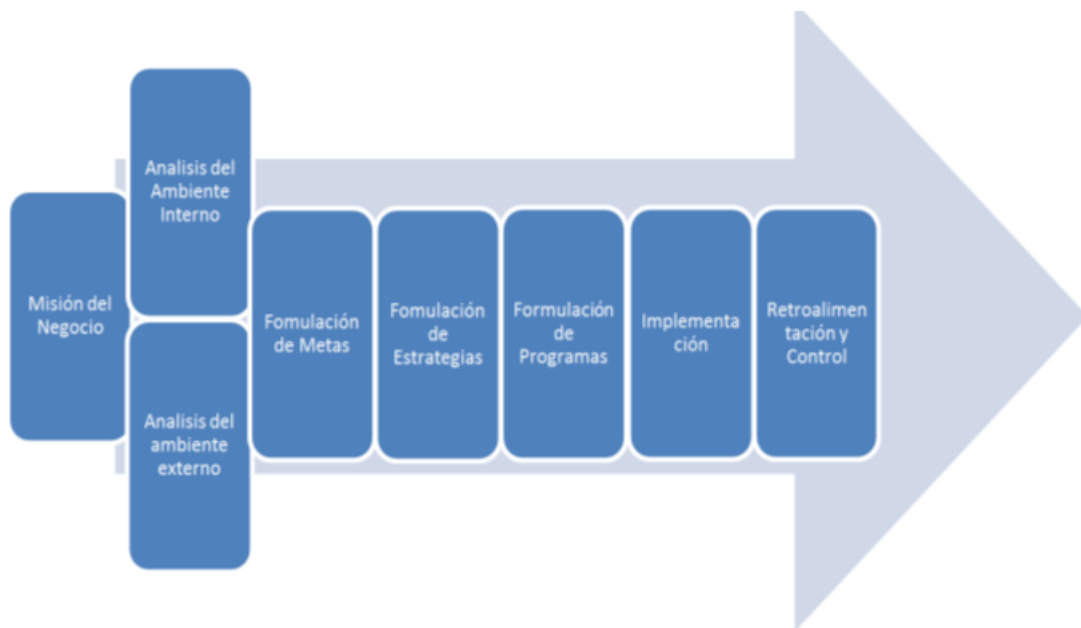 Misión del
Negocio
Analisis del
Ambiente
Interno
Analisis del
ambiente
externo
Fomulación
de Metas
Fomulación
de
Estrategias
Formulación
de
Programas
Implementa
ción
Retroalimen
tación y
Control